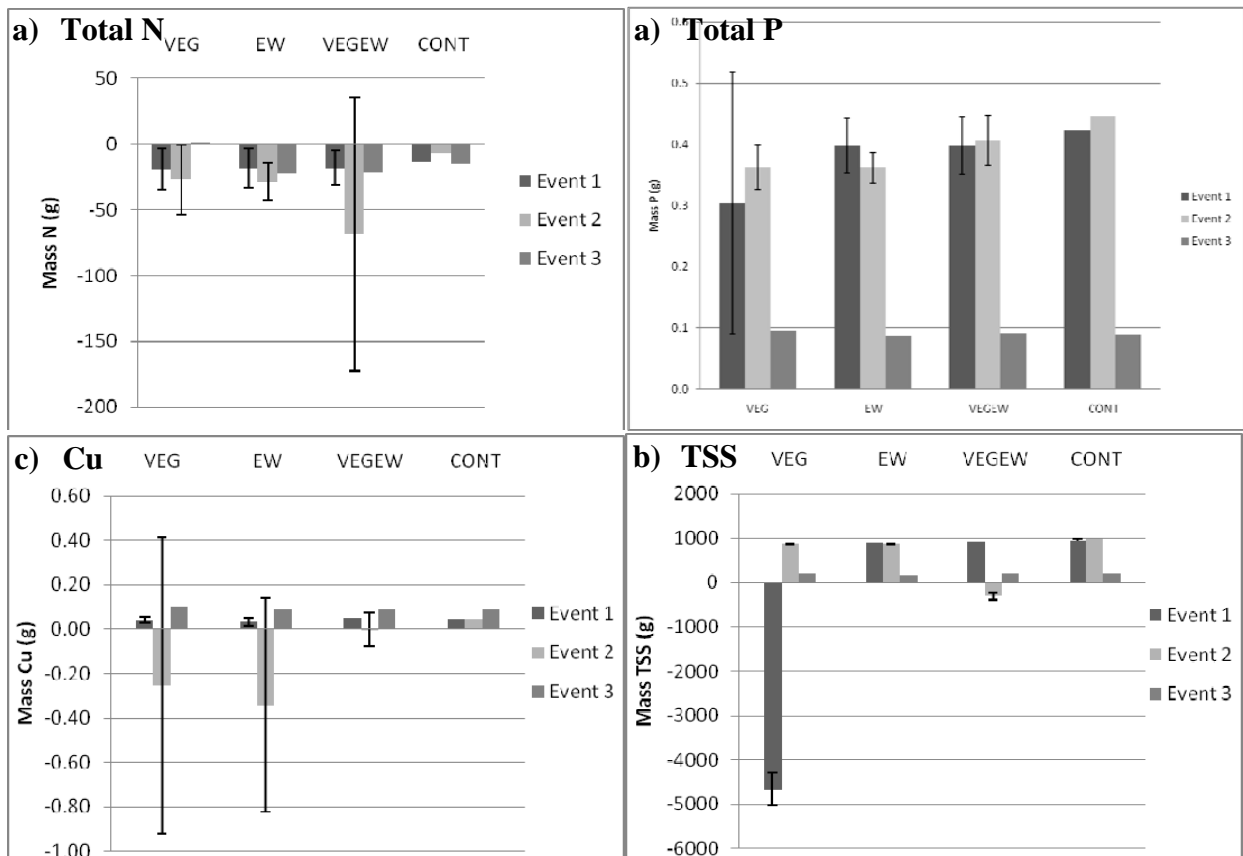 a) Total N
VEG EW VEGEW CONT
50
0
-50
-100
-150
-200
Mass N (g)
Event 1
Event 2
Event 3
a) Total P
0.6
0.5
0.4
0.3
0.2
0.1
0.0
Mass P (g)
VEG EW VEGEW CONT
Event 1
Event 2
Event 3
c) Cu
VEG EW VEGEW CONT
0.60
0.40
0.20
0.00
-0.20
-0.40
-0.60
-0.80
-1.00
Mass Cu (g)
Event 1
Event 2
Event 3
b) TSS
VEG EW VEGEW CONT
2000
1000
0
-1000
-2000
-3000
-4000
-5000
-6000
Mass TSS (g)
Event 1
Event 2
Event 3